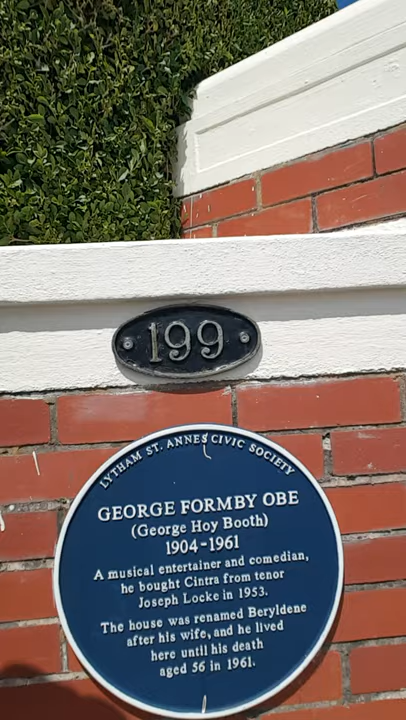 199
LYTHAM ST. ANNES CIVIC SOCIETY
GEORGE FORMBY OBE
(George Hoy Booth)
1904-1961
A musical entertainer and comedian,
he bought Cintra from tenor
Joseph Locke in 1953.
The house was renamed Beryldene
after his wife, and he lived
here until his death
aged 56 in 1961.